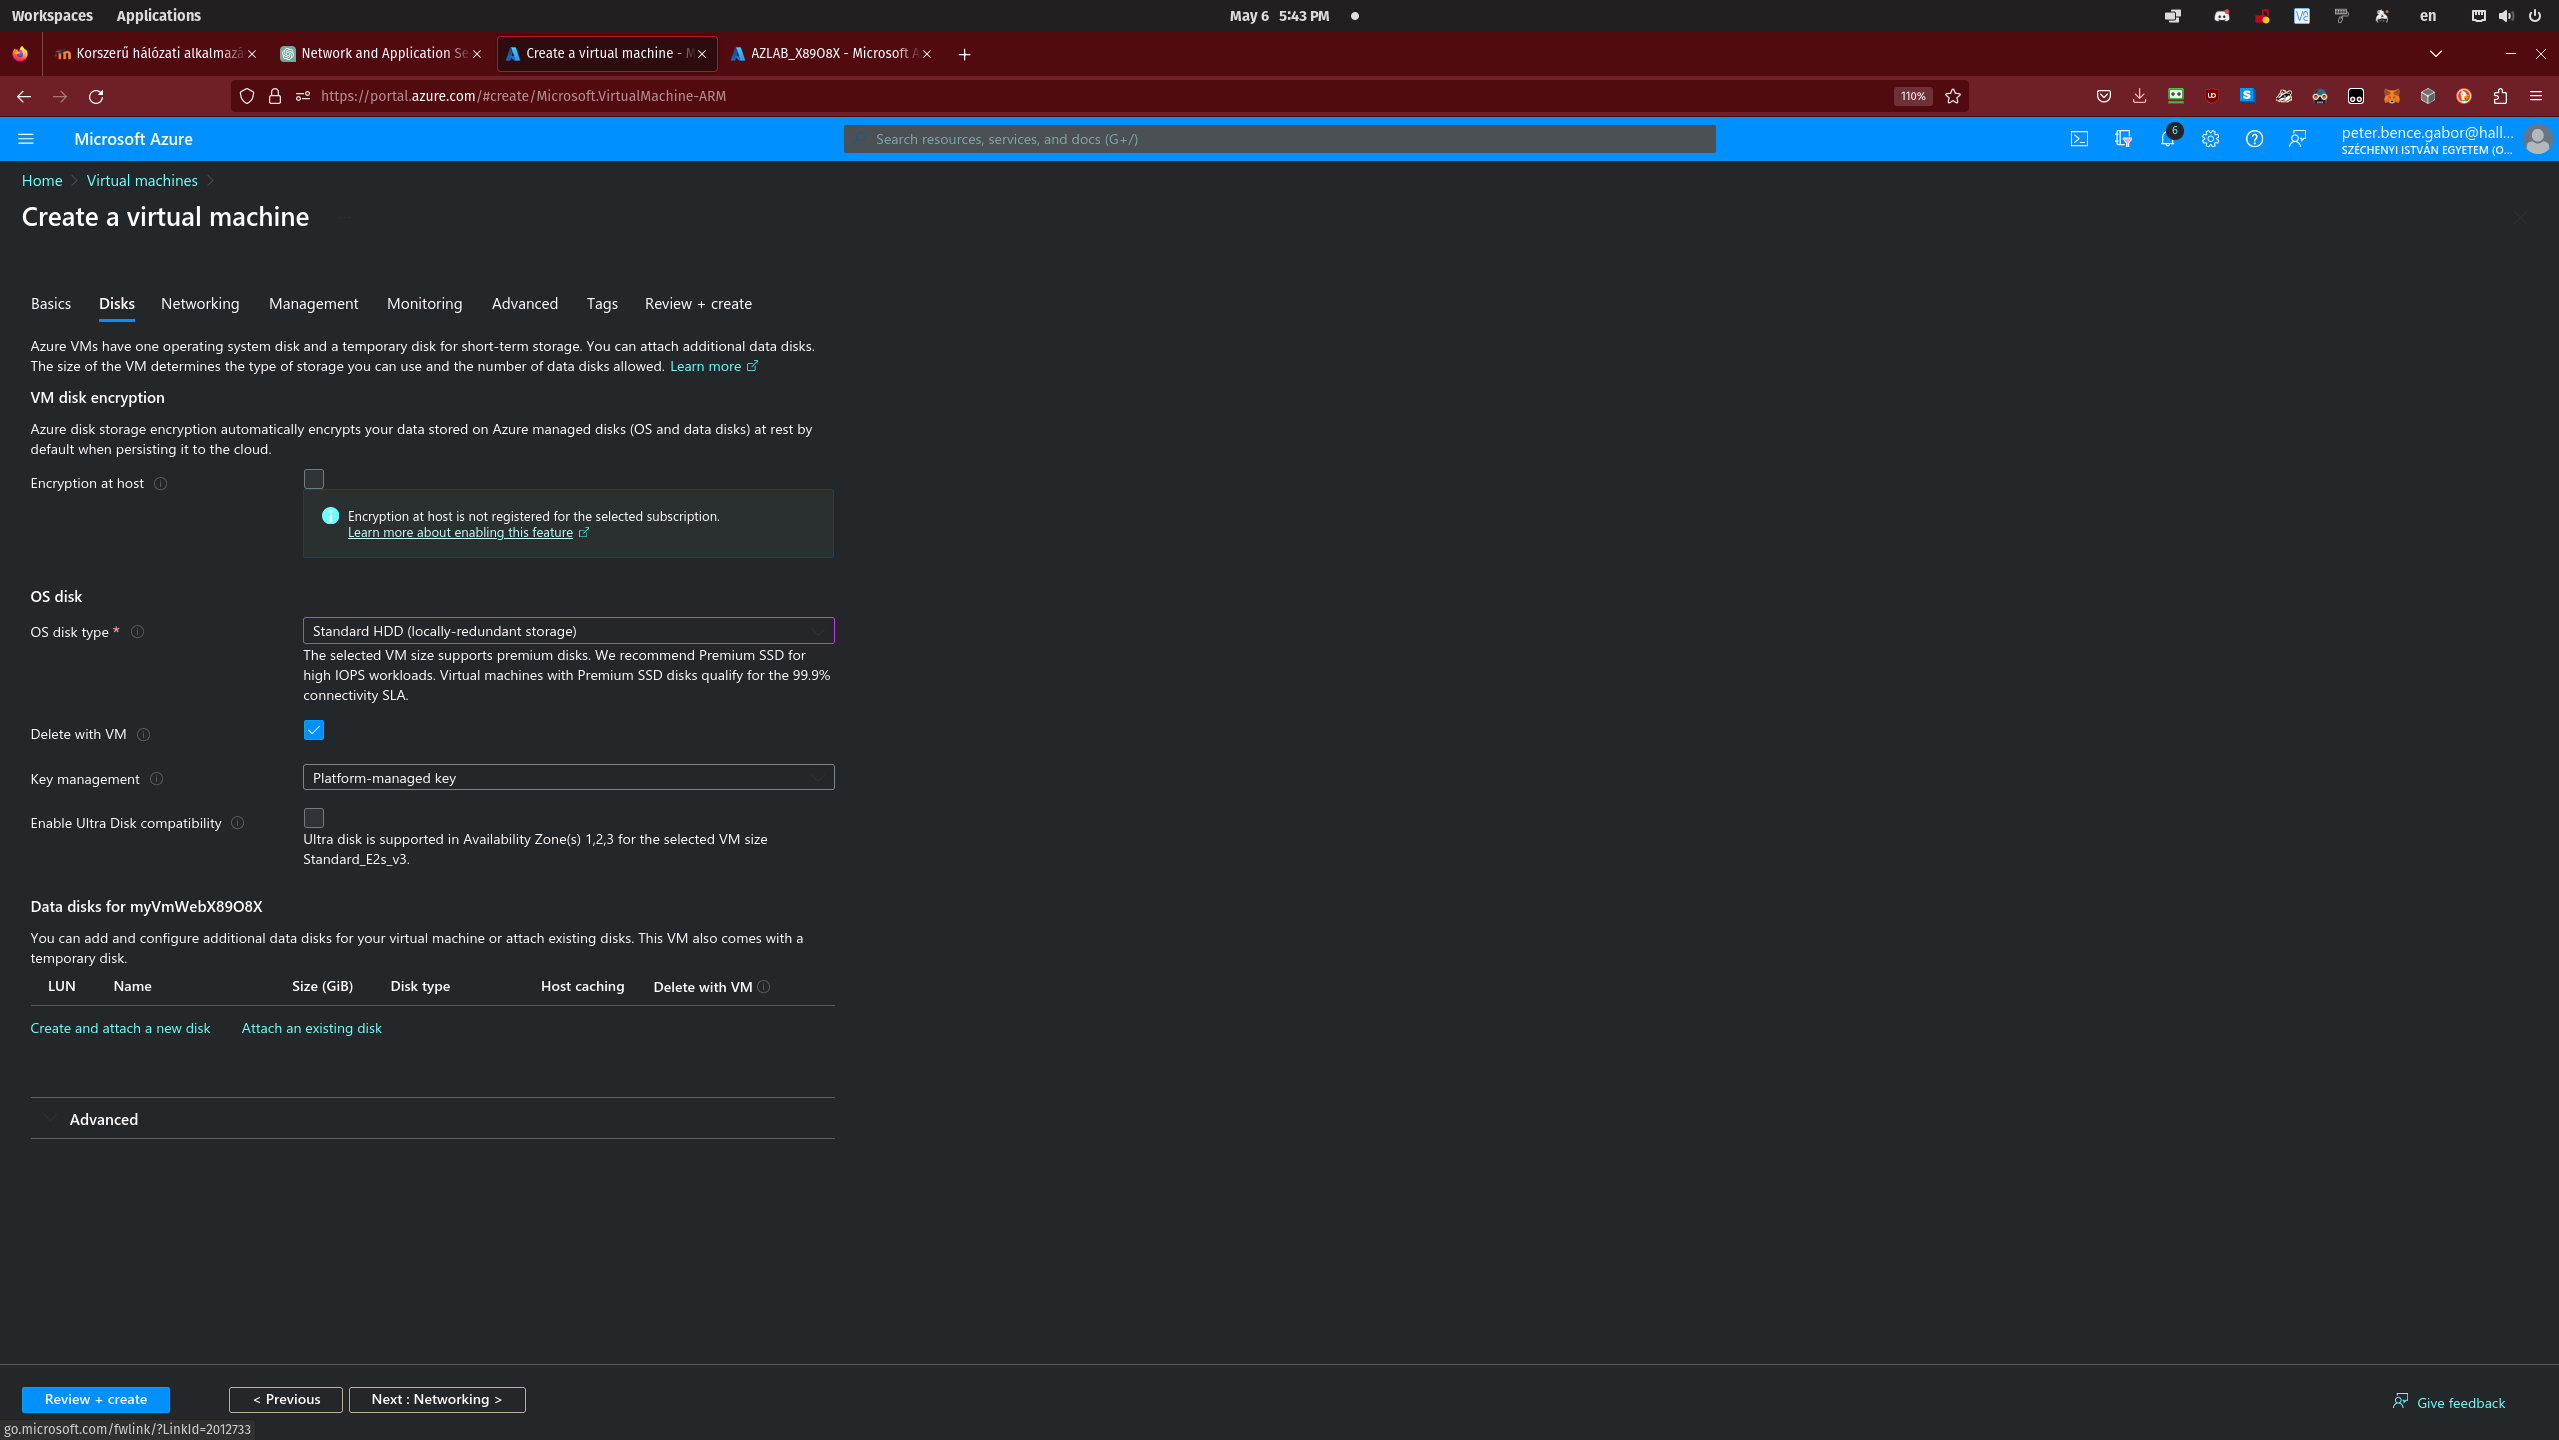 Workspaces Applications May 6 5:43 PM en
Korszerű hálózati alkalmazá Network and Application Se Create a virtual machine - M AZLAB_X89O8X - Microsoft A
https://portal.azure.com/#create/Microsoft.VirtualMachine-ARM 110%
Microsoft Azure Search resources, services, and docs (G+/) 6 peter.bence.gabor@hall...
SZÉCHENYI ISTVÁN EGYETEM (O...
Home Virtual machines
Create a virtual machine
Basics Disks Networking Management Monitoring Advanced Tags Review + create
Azure VMs have one operating system disk and a temporary disk for short-term storage. You can attach additional data disks.
The size of the VM determines the type of storage you can use and the number of data disks allowed. Learn more
VM disk encryption
Azure disk storage encryption automatically encrypts your data stored on Azure managed disks (OS and data disks) at rest by
default when persisting it to the cloud.
Encryption at host
Encryption at host is not registered for the selected subscription.
Learn more about enabling this feature
OS disk
OS disk type * Standard HDD (locally-redundant storage)
The selected VM size supports premium disks. We recommend Premium SSD for
high IOPS workloads. Virtual machines with Premium SSD disks qualify for the 99.9%
connectivity SLA.
Delete with VM
Key management Platform-managed key
Enable Ultra Disk compatibility
Ultra disk is supported in Availability Zone(s) 1,2,3 for the selected VM size
Standard_E2s_v3.
Data disks for myVmWebX89O8X
You can add and configure additional data disks for your virtual machine or attach existing disks. This VM also comes with a
temporary disk.
LUN Name Size (GiB) Disk type Host caching Delete with VM
Create and attach a new disk Attach an existing disk
Advanced
Review + create < Previous Next : Networking > Give feedback
go.microsoft.com/fwlink/?LinkId=2012733